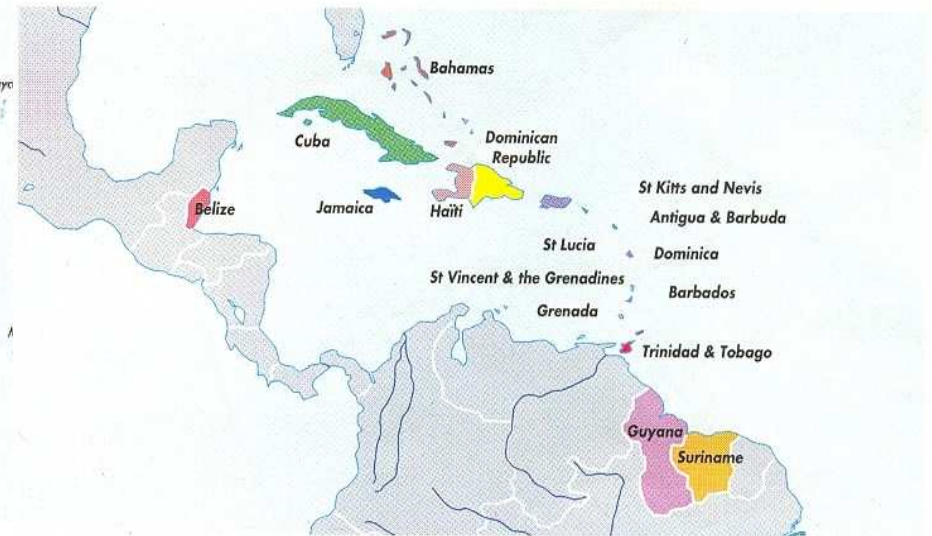 Bahamas
Cuba
Dominican
Republic
St Kitts and Nevis
Belize
Jamaica
Haïti
Antigua & Barbuda
St Lucia
Dominica
St Vincent & the Grenadines
Barbados
Grenada
Trinidad & Tobago
Guyana
Suriname